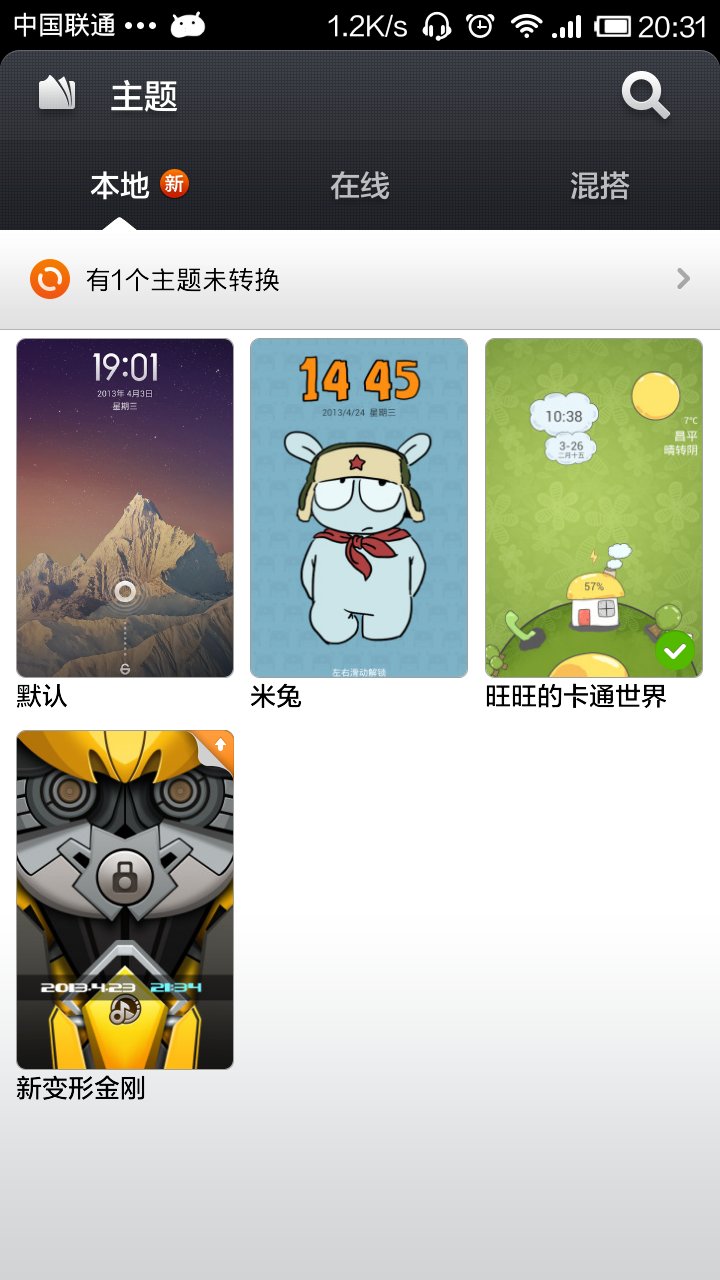 中国联通 ••• 1.2K/s 20:31
主题
本地 新 在线 混搭
有1个主题未转换
19:01
2013年 4月3日
星期三
14 45
2013/4/24 星期三
左右滑动解锁
10:38
3-26
二月十五
7℃
昌平
晴转阴
57%
默认 米兔 旺旺的卡通世界
2013.4.23 21:34
新变形金刚